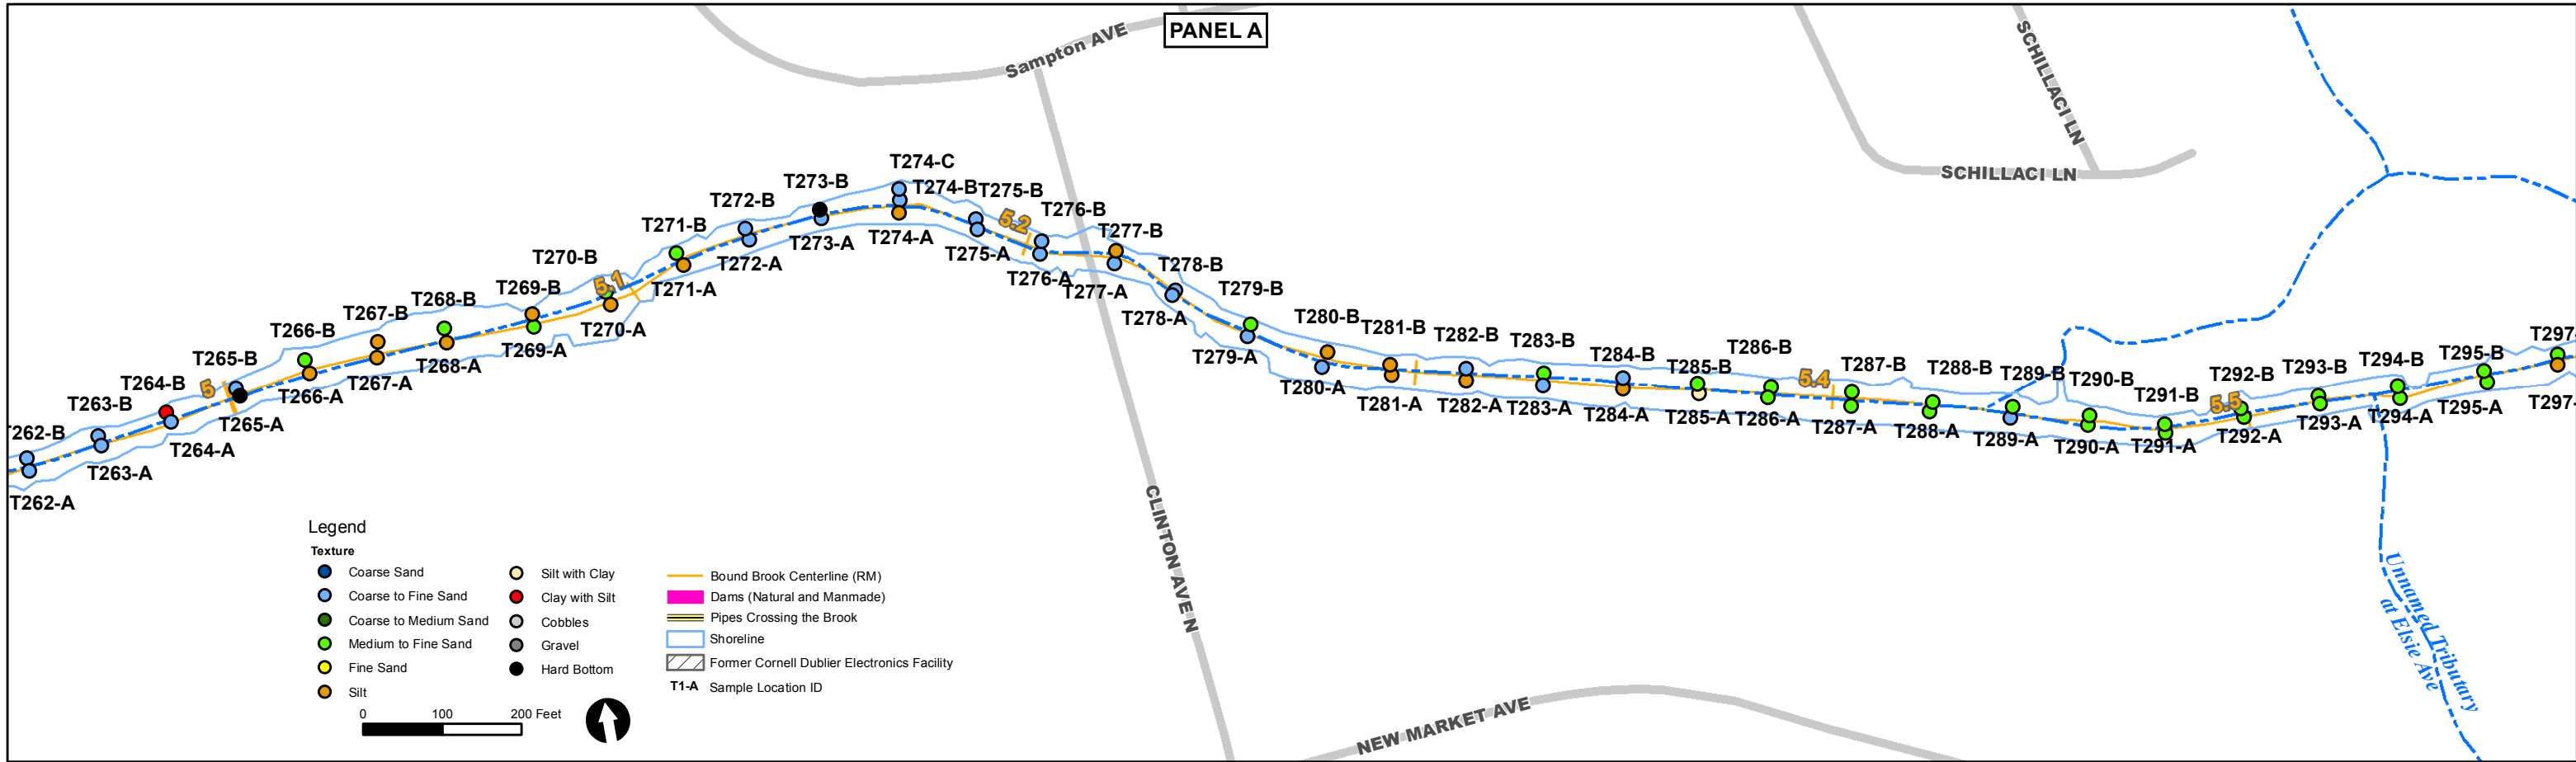 PANEL A
Sampton AVE
SCHILLACI LN
SCHILLACI LN
T274-C
T273-B
T274-B
T275-B
T272-B
5.2
T276-B
T271-B
T277-B
T270-B
T273-A
T274-A
T275-A
T272-A
T276-A
T278-B
T269-B
5.1
T271-A
T277-A
T279-B
T268-B
T267-B
T270-A
T278-A
T280-B
T281-B
T282-B
T283-B
T266-B
T269-A
T279-A
T284-B
T286-B
T285-B
T265-B
T268-A
T280-A
5.4
T287-B
T288-B
T289-B
T290-B
T291-B
T292-B
T293-B
T294-B
T295-B
T297
T264-B
5
T267-A
T266-A
T281-A
T282-A
T283-A
T284-A
T285-A
T286-A
T287-A
T288-A
T289-A
T290-A
T291-A
5.5
T292-A
T293-A
T294-A
T295-A
T297-
T263-B
T265-A
T262-B
T264-A
T263-A
T262-A
CLINTON AVE N
NEW MARKET AVE
Unnamed Tributary
at Elsie Ave
Legend
Texture
Coarse Sand
Coarse to Fine Sand
Coarse to Medium Sand
Medium to Fine Sand
Fine Sand
Silt
Silt with Clay
Clay with Silt
Cobbles
Gravel
Hard Bottom
Bound Brook Centerline (RM)
Dams (Natural and Manmade)
Pipes Crossing the Brook
Shoreline
Former Cornell Dublier Electronics Facility
T1-A Sample Location ID
0 100 200 Feet